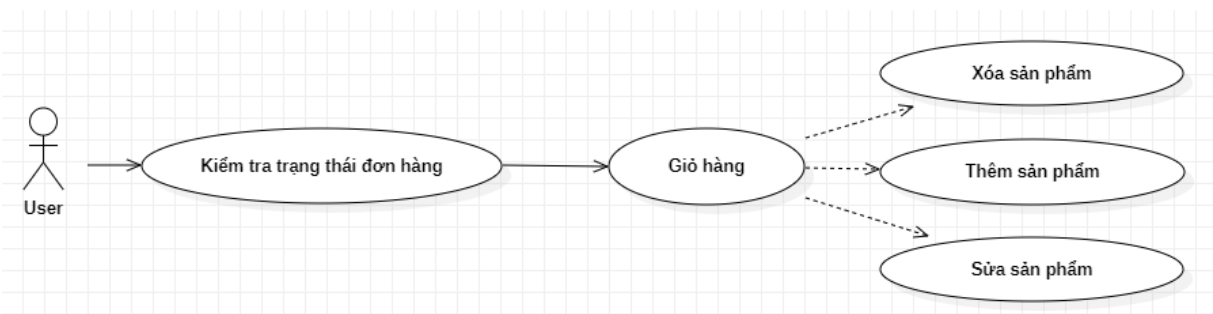 User
Kiểm tra trạng thái đơn hàng
Giỏ hàng
Xóa sản phẩm
Thêm sản phẩm
Sửa sản phẩm